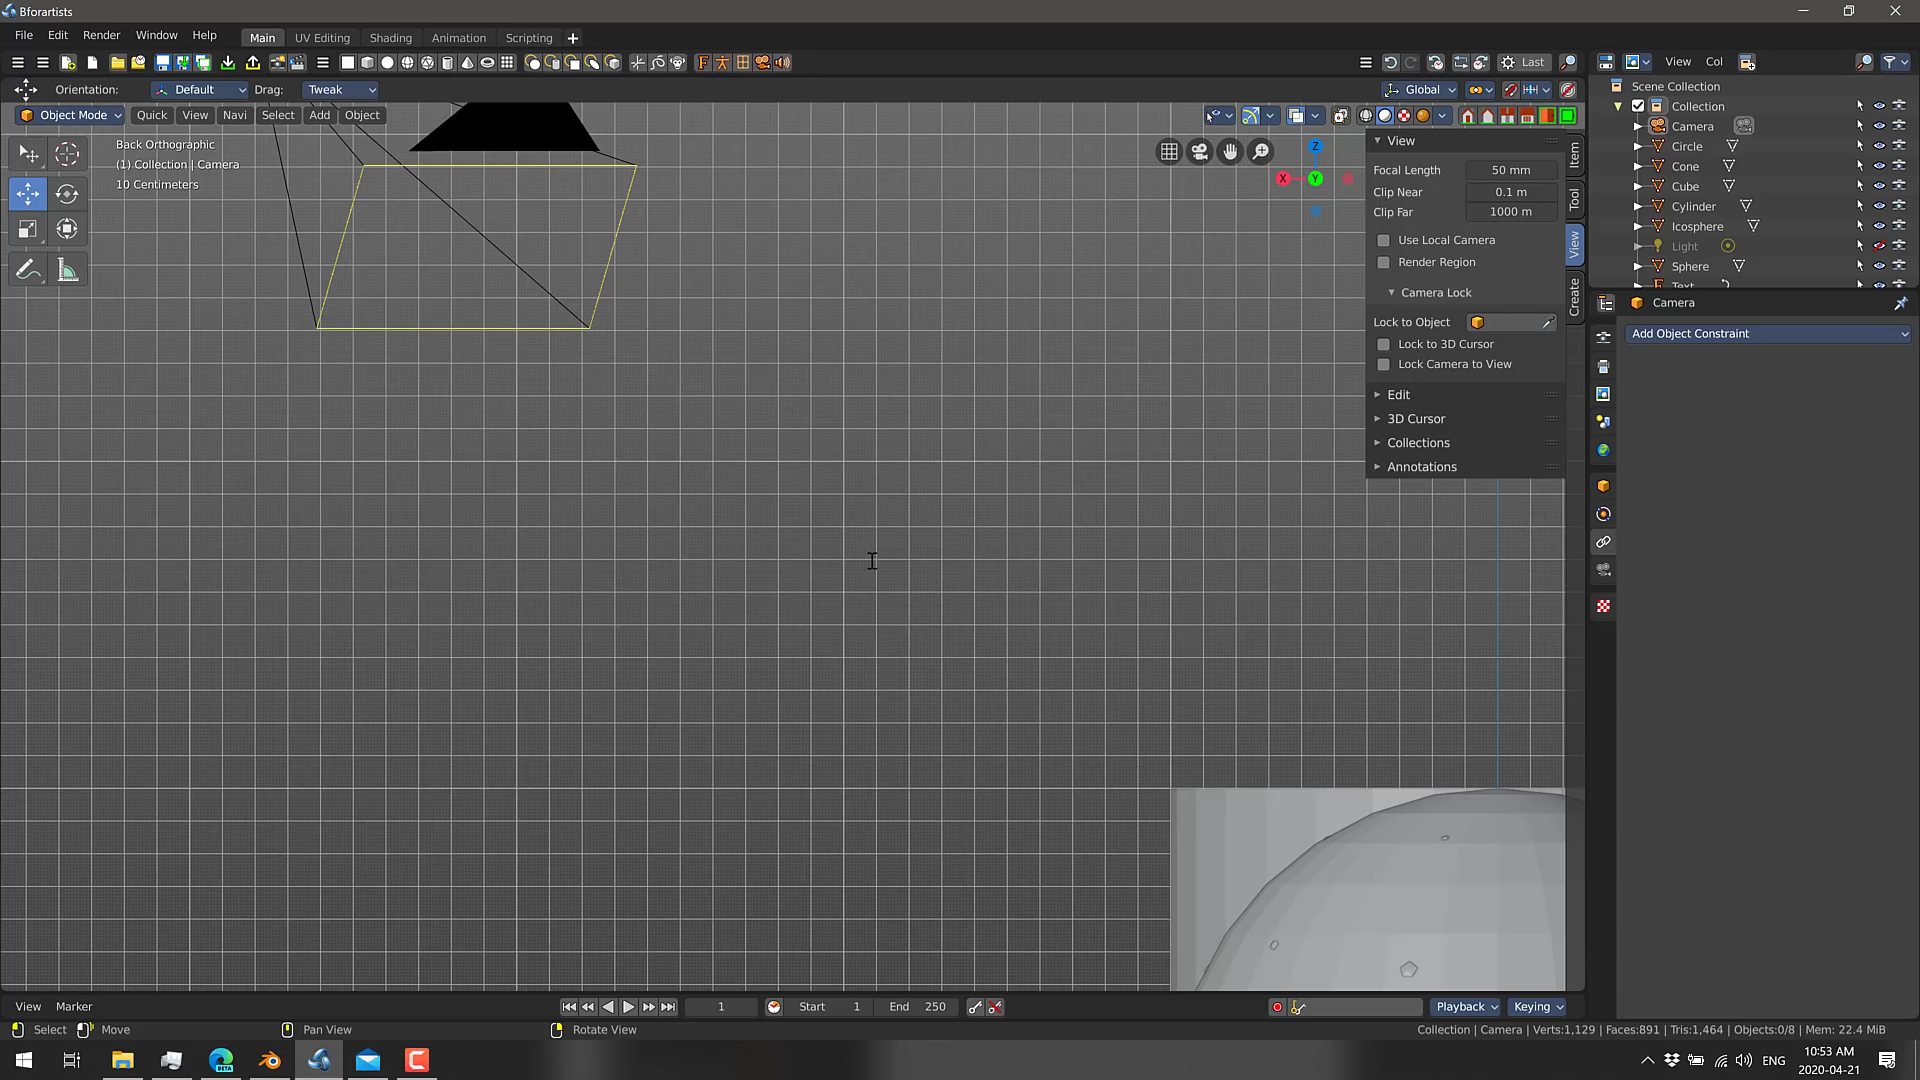 Bforartists
File Edit Render Window Help Main UV Editing Shading Animation Scripting +
Last View Col
Orientation: Default Drag: Tweak Global
Object Mode Quick View Navi Select Add Object
Scene Collection
Collection
Camera
Circle
Cone
Cube
Cylinder
Icosphere
Light
Sphere
Text
Back Orthographic
(1) Collection | Camera
10 Centimeters
Z
X
Y
View
Focal Length 50 mm
Clip Near 0.1 m
Clip Far 1000 m
Use Local Camera
Render Region
Camera Lock
Lock to Object
Lock to 3D Cursor
Lock Camera to View
Edit
3D Cursor
Collections
Annotations
Item
Tool
View
Create
Camera
Add Object Constraint
View Marker 1 Start 1 End 250 Playback Keying
Select Move Pan View Rotate View Collection | Camera | Verts:1,129 | Faces:891 | Tris:1,464 | Objects:0/8 | Mem: 22.4 MiB
BETA
ENG
10:53 AM
2020-04-21